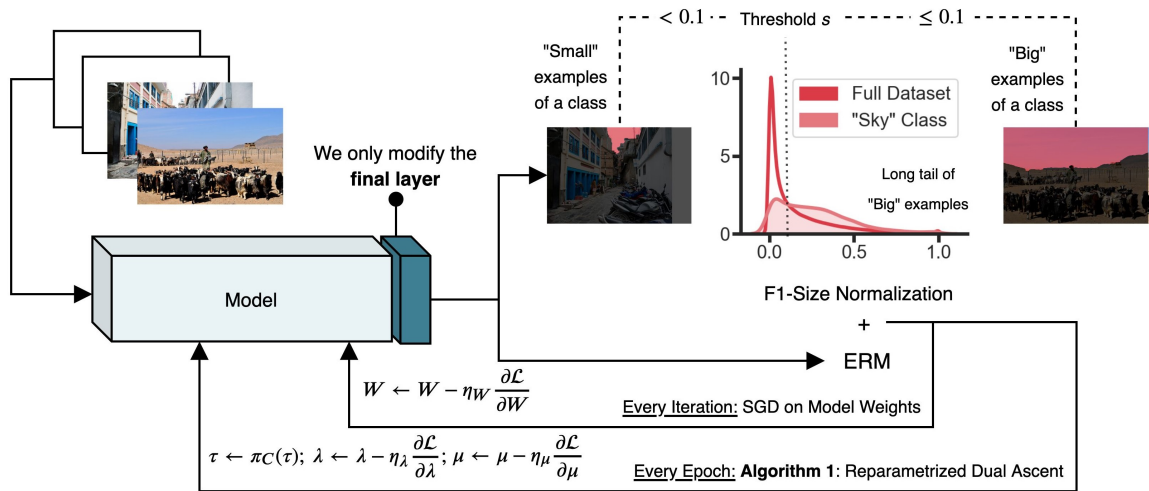 < 0.1
Threshold s
≤ 0.1
"Small"
examples
of a class
"Big"
examples
of a class
10
5
0
Full Dataset
"Sky" Class
Long tail of
"Big" examples
0.0 0.5 1.0
We only modify the
final layer
Model
F1-Size Normalization
+
ERM
W ← W − η_W ∂ℒ/∂W
Every Iteration: SGD on Model Weights
τ ← π_C(τ); λ ← λ − η_λ ∂ℒ/∂λ; μ ← μ − η_μ ∂ℒ/∂μ
Every Epoch: Algorithm 1: Reparametrized Dual Ascent